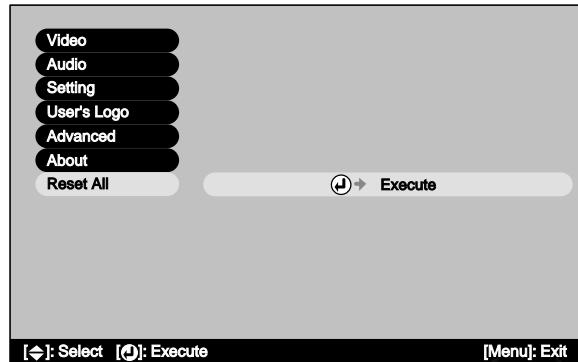 Video
Audio
Setting
User's Logo
Advanced
About
Reset All Execute
[]: Select []: Execute [Menu]: Exit